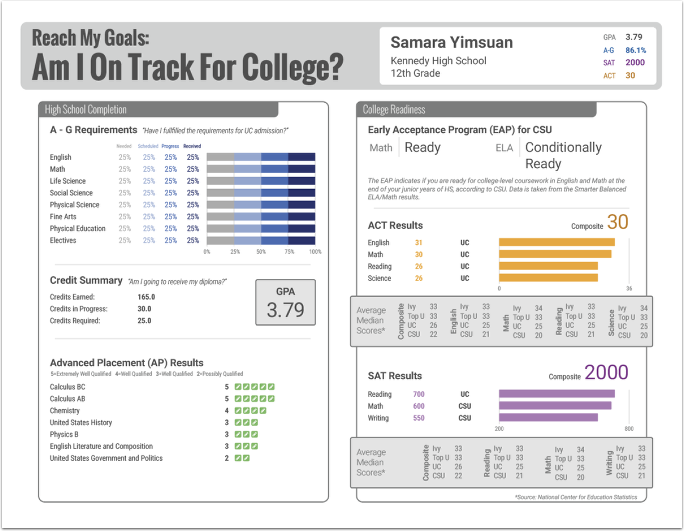 Reach My Goals:
Am I On Track For College?
Samara Yimsuan
Kennedy High School
12th Grade
GPA 3.79
A-G 86.1%
SAT 2000
ACT 30
High School Completion
A - G Requirements "Have I fullfilled the requirements for UC admission?"
Needed Scheduled Progress Received
English 25% 25% 25% 25%
Math 25% 25% 25% 25%
Life Science 25% 25% 25% 25%
Social Science 25% 25% 25% 25%
Physical Science 25% 25% 25% 25%
Fine Arts 25% 25% 25% 25%
Physical Education 25% 25% 25% 25%
Electives 25% 25% 25% 25%
0% 25% 50% 75% 100%
Credit Summary "Am I going to receive my diploma?"
Credits Earned: 165.0
Credits in Progress: 30.0
Credits Required: 25.0
GPA
3.79
Advanced Placement (AP) Results
5=Extremely Well Qualified 4=Well Qualified 3=Well Qualified 2=Possibly Qualified
Calculus BC 5
Calculus AB 5
Chemistry 4
United States History 3
Physics B 3
English Literature and Composition 3
United States Government and Politics 2
College Readiness
Early Acceptance Program (EAP) for CSU
Math Ready ELA Conditionally
Ready
The EAP indicates if you are ready for college-level coursework in English and Math at the
end of your junior years of HS, according to CSU. Data is taken from the Smarter Balanced
ELA/Math results.
ACT Results Composite 30
English 31 UC
Math 30 UC
Reading 26 UC
Science 26 UC
0 36
Average
Median
Scores*
Composite
Ivy 33
Top U 33
UC 26
CSU 22
English
Ivy 33
Top U 33
UC 25
CSU 21
Math
Ivy 34
Top U 33
UC 25
CSU 20
Reading
Ivy 33
Top U 33
UC 25
CSU 21
Science
Ivy 34
Top U 34
UC 25
CSU 20
SAT Results Composite 2000
Reading 700 UC
Math 600 CSU
Writing 550 CSU
200 800
Average
Median
Scores*
Composite
Ivy 33
Top U 33
UC 26
CSU 22
Reading
Ivy 33
Top U 33
UC 25
CSU 21
Math
Ivy 34
Top U 33
UC 25
CSU 20
Writing
Ivy 33
Top U 33
UC 25
CSU 21
*Source: National Center for Education Statistics